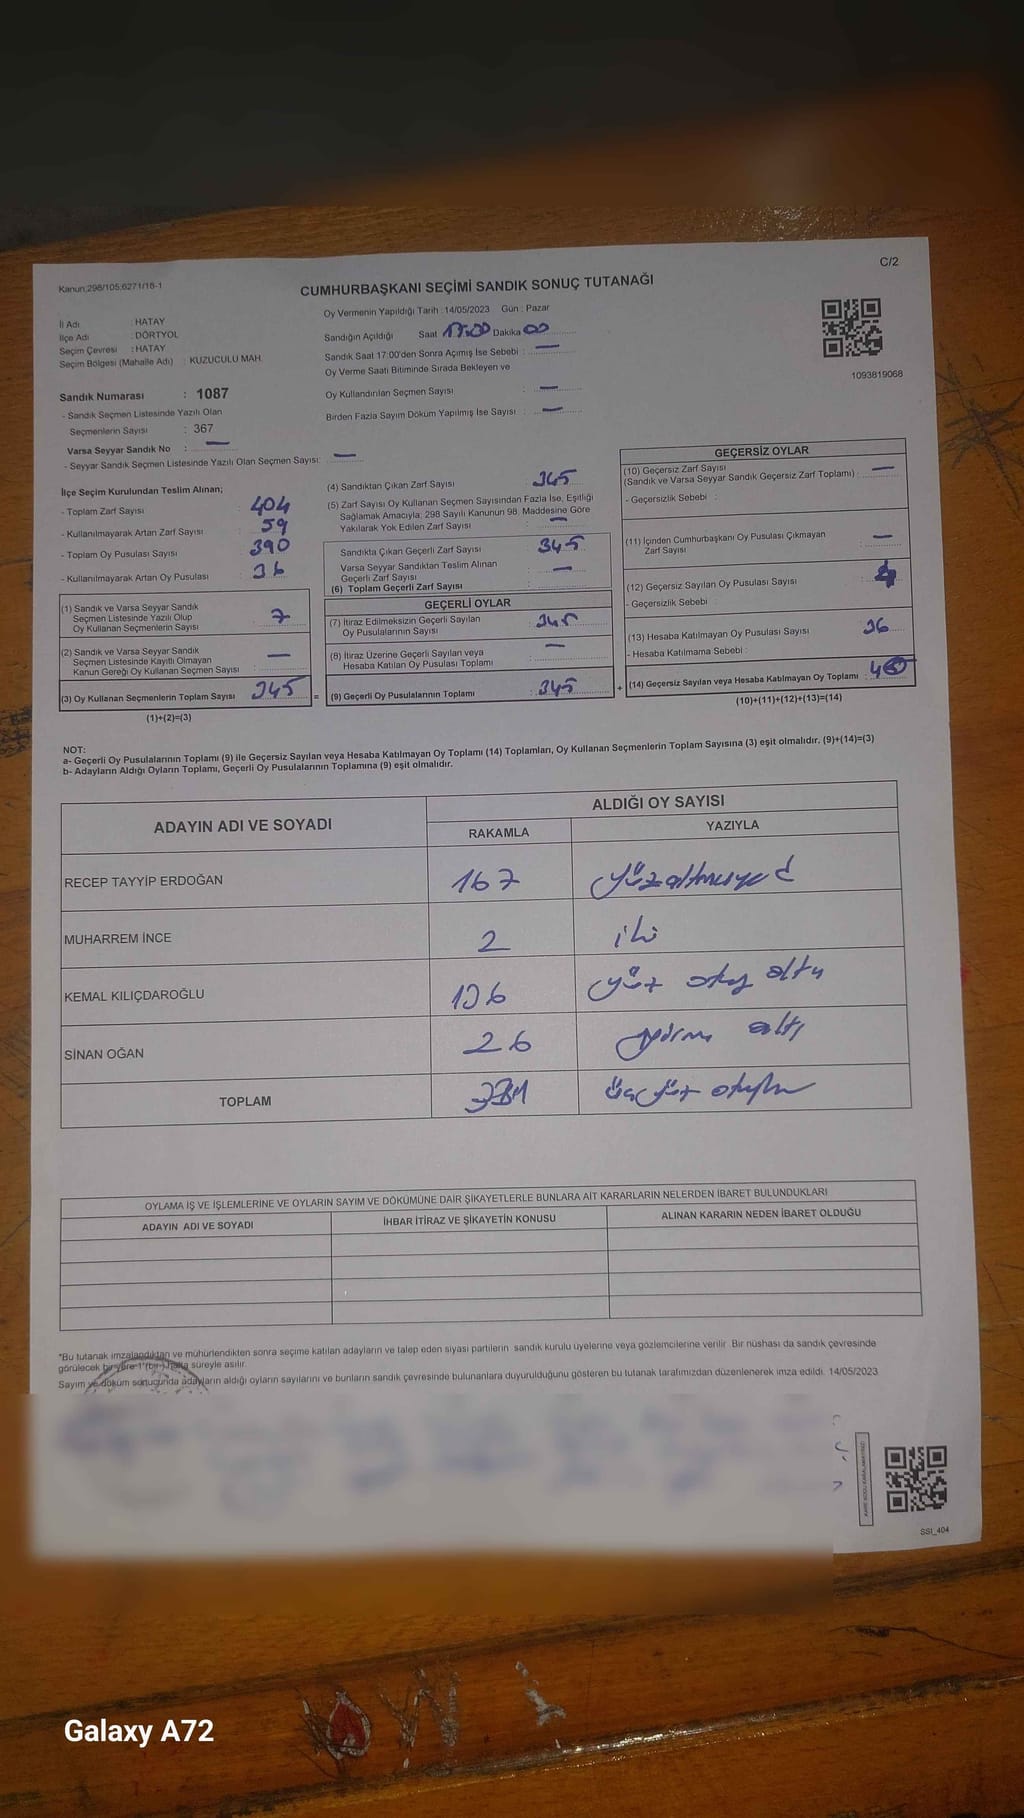 C/2
Kanun;298/105;6271/16-1
CUMHURBAŞKANI SEÇİMİ SANDIK SONUÇ TUTANAĞI
İl Adı : HATAY
İlçe Adı : DÖRTYOL
Seçim Çevresi : HATAY
Seçim Bölgesi (Mahalle Adı) : KUZUCULU MAH.
Sandık Numarası : 1087
- Sandık Seçmen Listesinde Yazılı Olan
Seçmenlerin Sayısı : 367
Varsa Seyyar Sandık No : —
- Seyyar Sandık Seçmen Listesinde Yazılı Olan Seçmen Sayısı: —
Oy Vermenin Yapıldığı Tarih : 14/05/2023 Gün : Pazar
Sandığın Açıldığı Saat 17:00 Dakika 00
Sandık Saat 17:00'den Sonra Açımış İse Sebebi : —
Oy Verme Saati Bitiminde Sırada Bekleyen ve
Oy Kullandırılan Seçmen Sayısı : —
Birden Fazla Sayım Döküm Yapılmış İse Sayısı : —
1093819068
İlçe Seçim Kurulundan Teslim Alınan;
- Toplam Zarf Sayısı : 404
- Kullanılmayarak Artan Zarf Sayısı : 59
- Toplam Oy Pusulası Sayısı : 390
- Kullanılmayarak Artan Oy Pusulası : 36
(1) Sandık ve Varsa Seyyar Sandık
Seçmen Listesinde Yazılı Olup
Oy Kullanan Seçmenlerin Sayısı : 7
(2) Sandık ve Varsa Seyyar Sandık
Seçmen Listesinde Kayıtlı Olmayan
Kanun Gereği Oy Kullanan Seçmen Sayısı : —
(3) Oy Kullanan Seçmenlerin Toplam Sayısı : 345
(1)+(2)=(3)
(4) Sandıktan Çıkan Zarf Sayısı : 345
(5) Zarf Sayısı Oy Kullanan Seçmen Sayısından Fazla İse, Eşitliği
Sağlamak Amacıyla; 298 Sayılı Kanunun 98. Maddesine Göre
Yakılarak Yok Edilen Zarf Sayısı : —
Sandıkta Çıkan Geçerli Zarf Sayısı : 345
Varsa Seyyar Sandıktan Teslim Alınan
Geçerli Zarf Sayısı : —
(6) Toplam Geçerli Zarf Sayısı :
GEÇERLİ OYLAR
(7) İtiraz Edilmeksizin Geçerli Sayılan
Oy Pusulalarının Sayısı : 345
(8) İtiraz Üzerine Geçerli Sayılan veya
Hesaba Katılan Oy Pusulası Toplamı : —
= (9) Geçerli Oy Pusulalarının Toplamı : 345
GEÇERSİZ OYLAR
(10) Geçersiz Zarf Sayısı
(Sandık ve Varsa Seyyar Sandık Geçersiz Zarf Toplamı) : —
- Geçersizlik Sebebi :
(11) İçinden Cumhurbaşkanı Oy Pusulası Çıkmayan
Zarf Sayısı : —
(12) Geçersiz Sayılan Oy Pusulası Sayısı :
- Geçersizlik Sebebi :
(13) Hesaba Katılmayan Oy Pusulası Sayısı : 36
- Hesaba Katılmama Sebebi :
+ (14) Geçersiz Sayılan veya Hesaba Katılmayan Oy Toplamı :
(10)+(11)+(12)+(13)=(14)
NOT:
a- Geçerli Oy Pusulalarının Toplamı (9) ile Geçersiz Sayılan veya Hesaba Katılmayan Oy Toplamı (14) Toplamları, Oy Kullanan Seçmenlerin Toplam Sayısına (3) eşit olmalıdır. (9)+(14)=(3)
b- Adayların Aldığı Oyların Toplamı, Geçerli Oy Pusulalarının Toplamına (9) eşit olmalıdır.
ADAYIN ADI VE SOYADI
ALDIĞI OY SAYISI
RAKAMLA YAZIYLA
RECEP TAYYİP ERDOĞAN 167 yüzaltmışyedi
MUHARREM İNCE 2 iki
KEMAL KILIÇDAROĞLU 136 yüz otuz altı
SİNAN OĞAN 26 yirmi altı
TOPLAM üçyüz
OYLAMA İŞ VE İŞLEMLERİNE VE OYLARIN SAYIM VE DÖKÜMÜNE DAİR ŞİKAYETLERLE BUNLARA AİT KARARLARIN NELERDEN İBARET BULUNDUKLARI
ADAYIN ADI VE SOYADI İHBAR İTİRAZ VE ŞİKAYETİN KONUSU ALINAN KARARIN NEDEN İBARET OLDUĞU
*Bu tutanak imzalandıktan ve mühürlendikten sonra seçime katılan adayların ve talep eden siyasi partilerin sandık kurulu üyelerine veya gözlemcilerine verilir. Bir nüshası da sandık çevresinde
görülecek bir yere 1 (bir) hafta süreyle asılır.
Sayım ve döküm sonucunda adayların aldığı oyların sayılarını ve bunların sandık çevresinde bulunanlara duyurulduğunu gösteren bu tutanak tarafımızdan düzenlenerek imza edildi. 14/05/2023
SSI_404
Galaxy A72